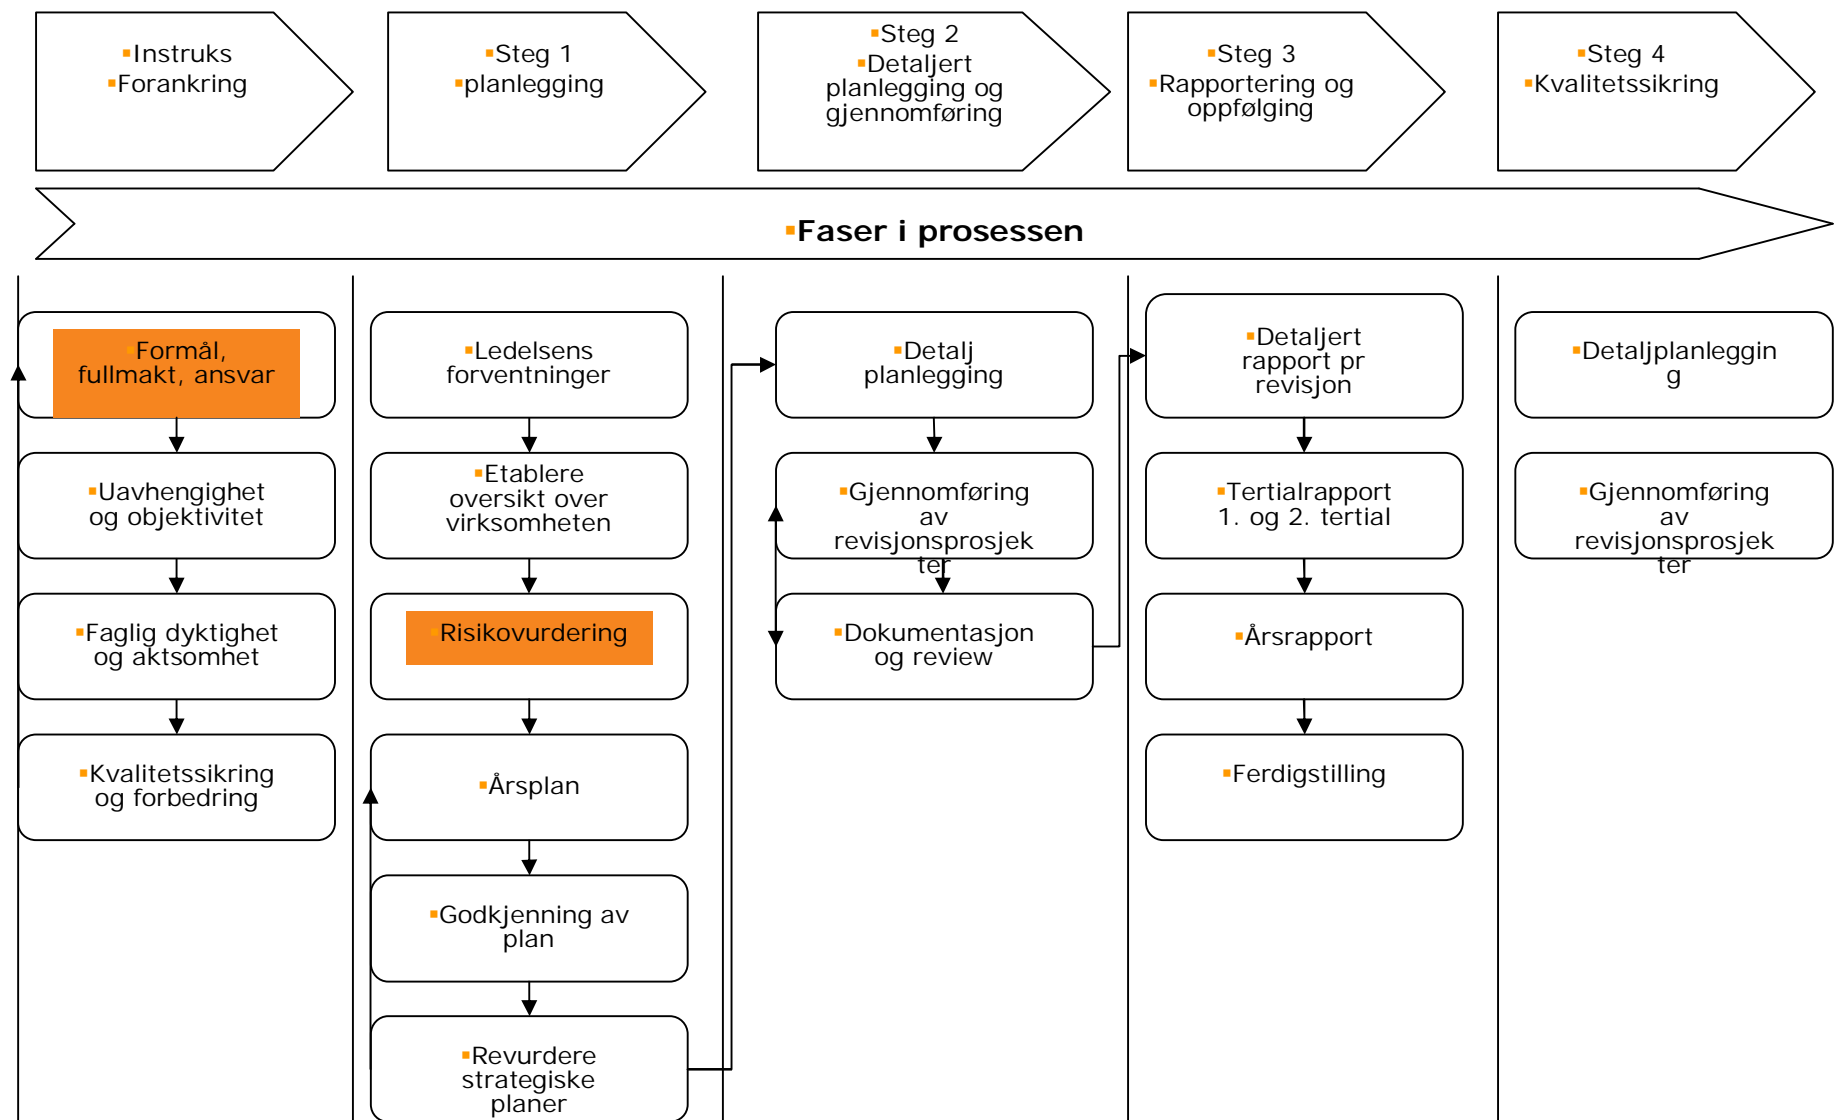 ▪Instruks
▪Forankring
▪Steg 1
▪planlegging
▪Steg 2
▪Detaljert
planlegging og
gjennomføring
▪Steg 3
▪Rapportering og
oppfølging
▪Steg 4
▪Kvalitetssikring
▪Faser i prosessen
▪Formål,
fullmakt, ansvar
▪Uavhengighet
og objektivitet
▪Faglig dyktighet
og aktsomhet
▪Kvalitetssikring
og forbedring
▪Ledelsens
forventninger
▪Etablere
oversikt over
virksomheten
▪Risikovurdering
▪Årsplan
▪Godkjenning av
plan
▪Revurdere
strategiske
planer
▪Detalj
planlegging
▪Gjennomføring
av
revisjonsprosjek
ter
▪Dokumentasjon
og review
▪Detaljert
rapport pr
revisjon
▪Tertialrapport
1. og 2. tertial
▪Årsrapport
▪Ferdigstilling
▪Detaljplanleggin
g
▪Gjennomføring
av
revisjonsprosjek
ter